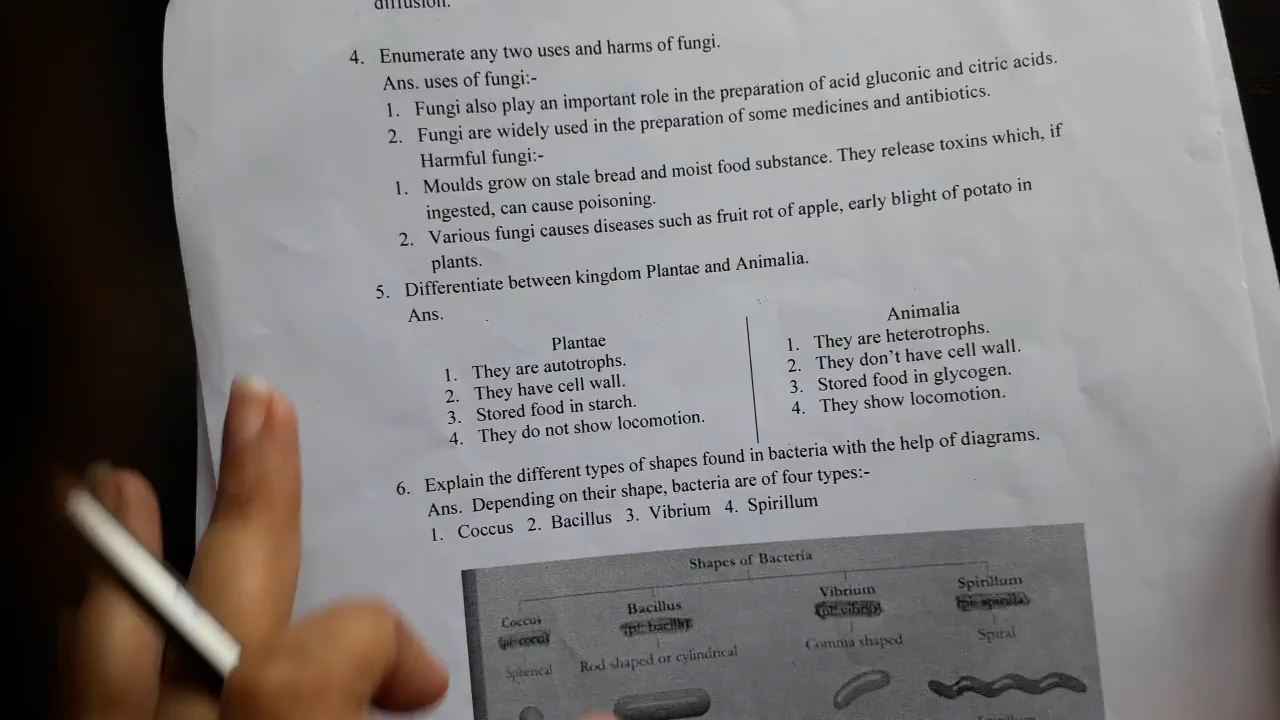 diffusion.
4. Enumerate any two uses and harms of fungi.
Ans. uses of fungi:-
1. Fungi also play an important role in the preparation of acid gluconic and citric acids.
2. Fungi are widely used in the preparation of some medicines and antibiotics.
Harmful fungi:-
1. Moulds grow on stale bread and moist food substance. They release toxins which, if
ingested, can cause poisoning.
2. Various fungi causes diseases such as fruit rot of apple, early blight of potato in
plants.
5. Differentiate between kingdom Plantae and Animalia.
Ans.
Plantae
1. They are autotrophs.
2. They have cell wall.
3. Stored food in starch.
4. They do not show locomotion.
Animalia
1. They are heterotrophs.
2. They don't have cell wall.
3. Stored food in glycogen.
4. They show locomotion.
6. Explain the different types of shapes found in bacteria with the help of diagrams.
Ans. Depending on their shape, bacteria are of four types:-
1. Coccus 2. Bacillus 3. Vibrium 4. Spirillum
Shapes of Bacteria
Coccus
Spherical
Bacillus
(pl: bacilli)
Rod shaped or cylindrical
Vibrium
Comma shaped
Spirillum
Spiral